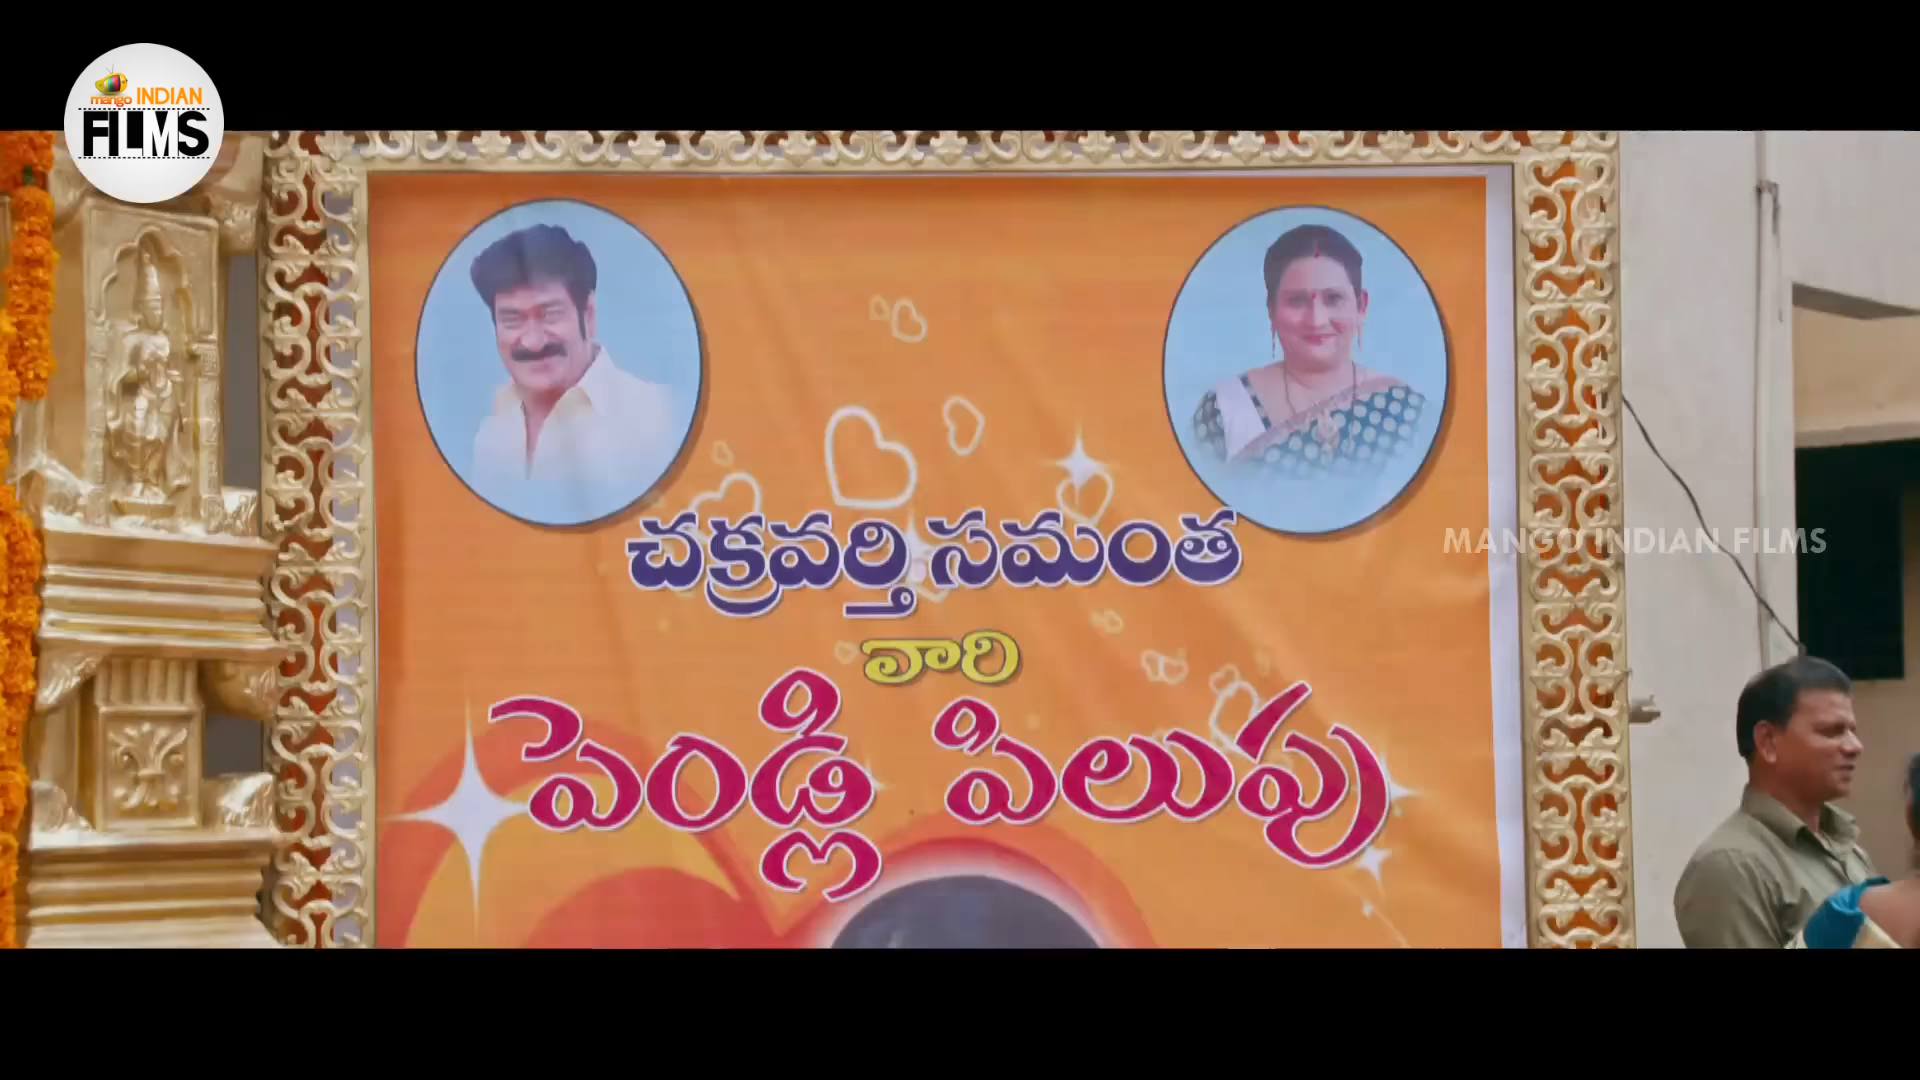 mango INDIAN
FILMS
చక్రవర్తి సమంత
MANGO INDIAN FILMS
వారి
పెండ్లి పిలుపు